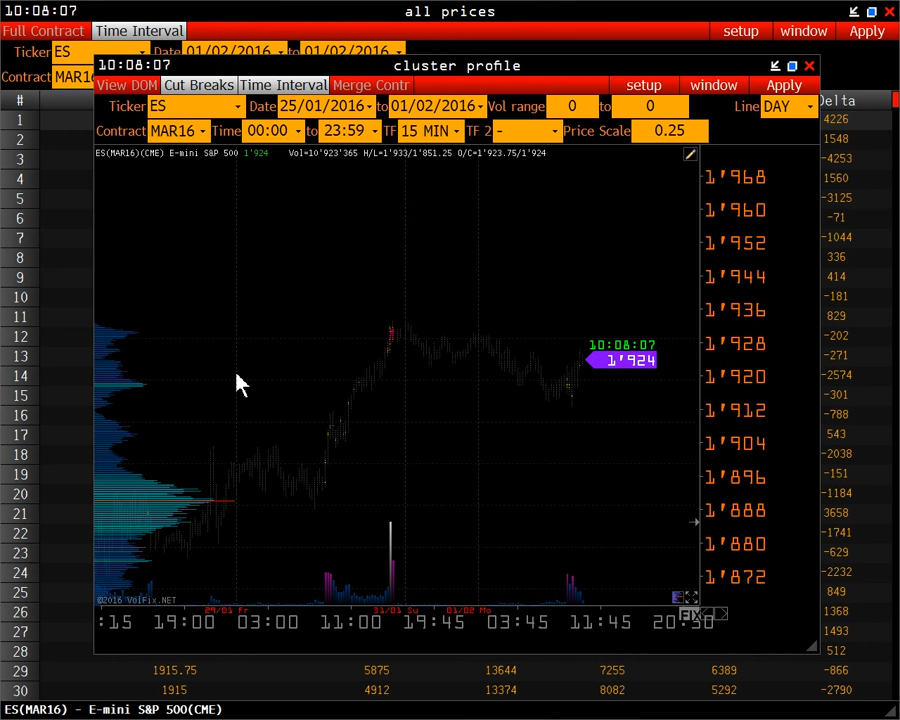 10:08:07 all prices
Full Contract Time Interval setup window Apply
Ticker ES Date 01/02/2016 to 01/02/2016
Contract MAR16
10:08:07 cluster profile
View DOM Cut Breaks Time Interval Merge Contr setup window Apply
Ticker ES Date 25/01/2016 to 01/02/2016 Vol range 0 to 0 Line DAY
Contract MAR16 Time 00:00 to 23:59 TF 15 MIN TF 2 - Price Scale 0.25
ES(MAR16)(CME) E-mini S&P 500 1'924 Vol=10'923'365 H/L=1'933/1'851.25 O/C=1'923.75/1'924
1'968
1'960
1'952
1'944
1'936
1'928
1'920
1'912
1'904
1'896
1'888
1'880
1'872
10:08:07
1'924
©2016 VolFix.NET
29/01 Fr 31/01 Su 01/02 Mo
:15 19:00 03:00 11:00 19:45 03:45 11:45 20:30
FIX
# Delta
1 4226
2 1548
3 -4253
4 1560
5 -3125
6 -71
7 -1044
8 336
9 414
10 -181
11 829
12 -202
13 -271
14 -2574
15 -301
16 -788
17 543
18 -2038
19 -151
20 -1184
21 3658
22 -1741
23 -629
24 -2232
25 849
26 1368
27 1493
28 512
29 1915.75 5875 13644 7255 6389 -866
30 1915 4912 13374 8082 5292 -2790
ES(MAR16) - E-mini S&P 500(CME)